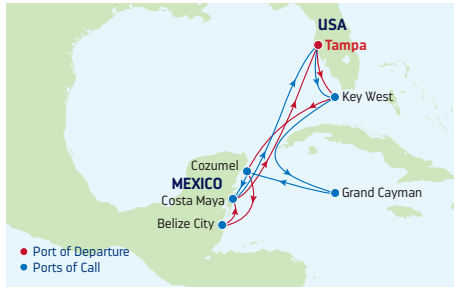 USA
Tampa
Key West
Cozumel
MEXICO
Grand Cayman
Costa Maya
Belize City
Port of Departure
Ports of Call